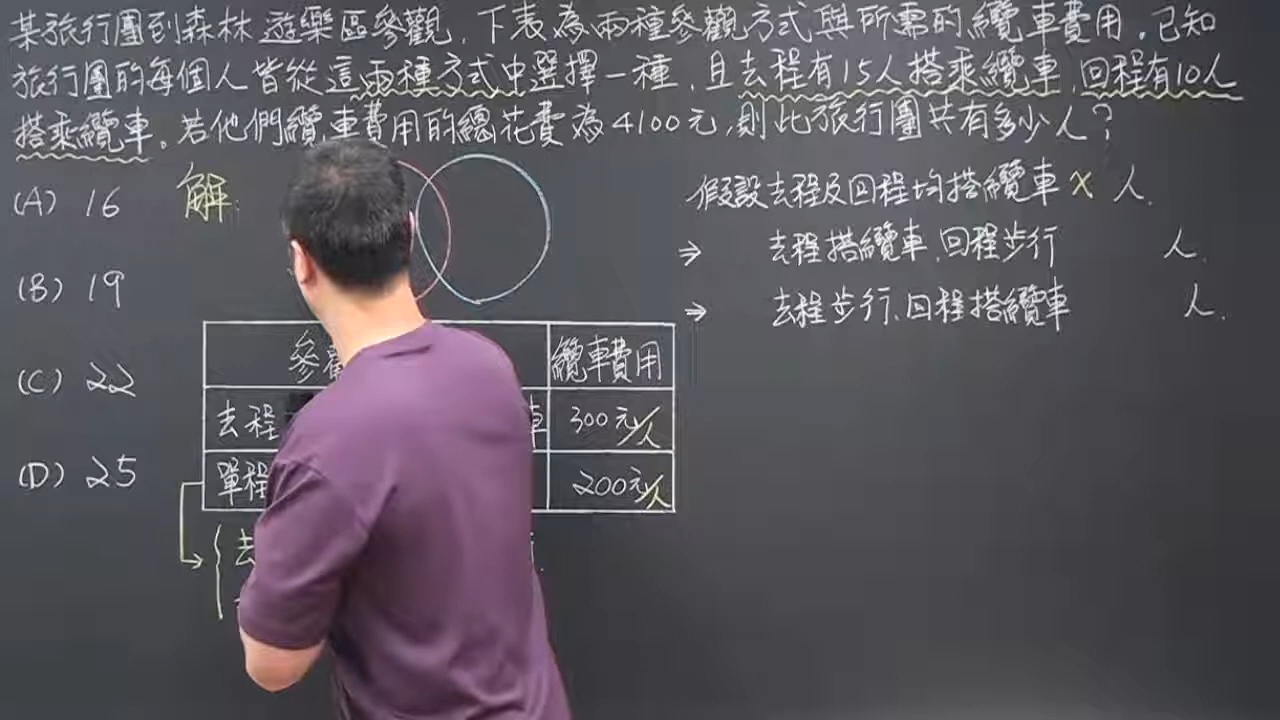 某旅行團到森林遊樂區參觀，下表為兩種參觀方式與所需的纜車費用。已知
旅行團的每個人皆從這兩種方式中選擇一種，且去程有15人搭乘纜車，回程有10人
搭乘纜車。若他們纜車費用的總花費為4100元，則此旅行團共有多少人？
(A) 16
解：
假設去程及回程均搭纜車 x 人.
⇒ 去程搭纜車、回程步行 人.
(B) 19
⇒ 去程步行、回程搭纜車 人.
參 纜車費用
(C) 22
去程 車 300元/人
(D) 25
單程 200元/人
去